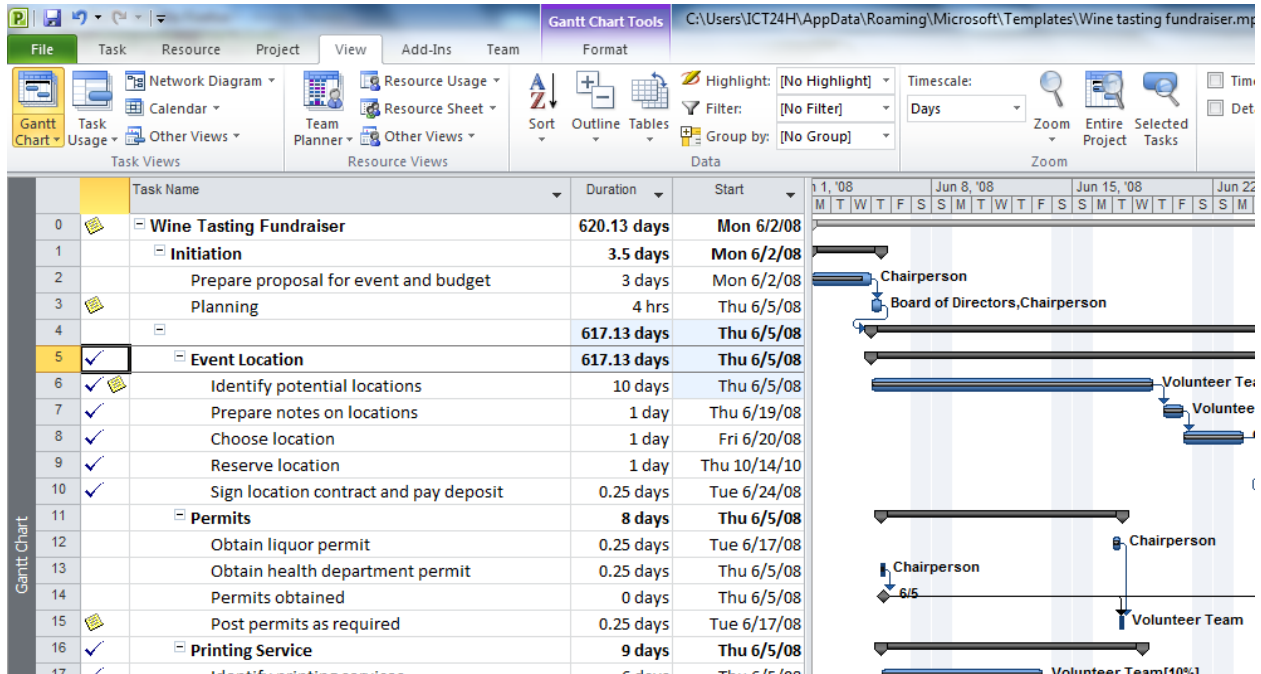 Gantt Chart Tools C:\Users\ICT24H\AppData\Roaming\Microsoft\Templates\Wine tasting fundraiser.mp
File Task Resource Project View Add-Ins Team Format
Network Diagram Resource Usage Highlight: [No Highlight] Timescale: Tim
Calendar Resource Sheet Filter: [No Filter] Days Det
Gantt Chart Task Usage Other Views Team Planner Other Views Sort Outline Tables Group by: [No Group] Zoom Entire Project Selected Tasks
Task Views Resource Views Data Zoom
Task Name Duration Start 1, '08 Jun 8, '08 Jun 15, '08 Jun 22
M T W T F S S M T W T F S S M T W T F S S M
0 Wine Tasting Fundraiser 620.13 days Mon 6/2/08
1 Initiation 3.5 days Mon 6/2/08
2 Prepare proposal for event and budget 3 days Mon 6/2/08 Chairperson
3 Planning 4 hrs Thu 6/5/08 Board of Directors,Chairperson
4 617.13 days Thu 6/5/08
5 Event Location 617.13 days Thu 6/5/08
6 Identify potential locations 10 days Thu 6/5/08 Volunteer Tea
7 Prepare notes on locations 1 day Thu 6/19/08 Voluntee
8 Choose location 1 day Fri 6/20/08
9 Reserve location 1 day Thu 10/14/10
10 Sign location contract and pay deposit 0.25 days Tue 6/24/08
11 Permits 8 days Thu 6/5/08
12 Obtain liquor permit 0.25 days Tue 6/17/08 Chairperson
13 Obtain health department permit 0.25 days Thu 6/5/08 Chairperson
14 Permits obtained 0 days Thu 6/5/08 6/5
15 Post permits as required 0.25 days Tue 6/17/08 Volunteer Team
16 Printing Service 9 days Thu 6/5/08
17 Volunteer Team[10%]
Gantt Chart